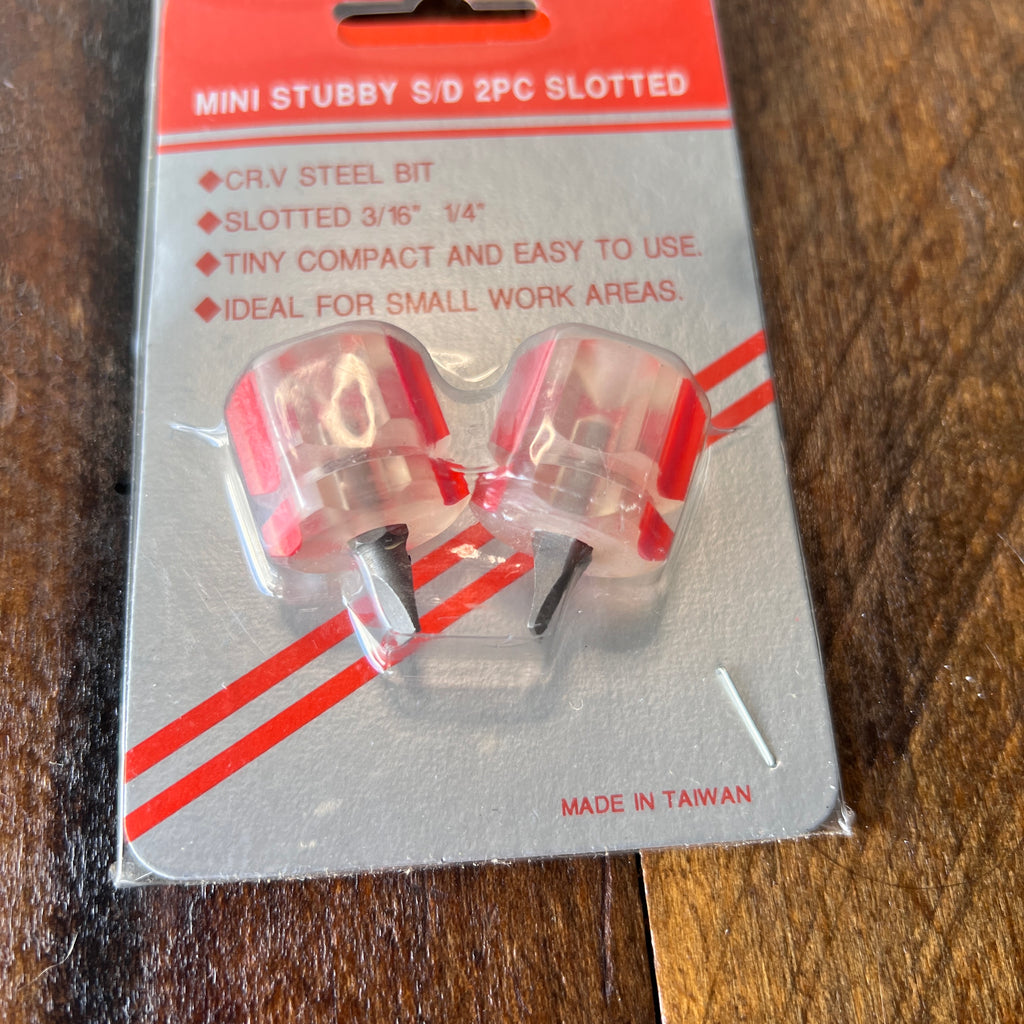 MINI STUBBY S/D 2PC SLOTTED
◆CR.V STEEL BIT
◆SLOTTED 3/16" 1/4"
◆TINY COMPACT AND EASY TO USE.
◆IDEAL FOR SMALL WORK AREAS.
MADE IN TAIWAN